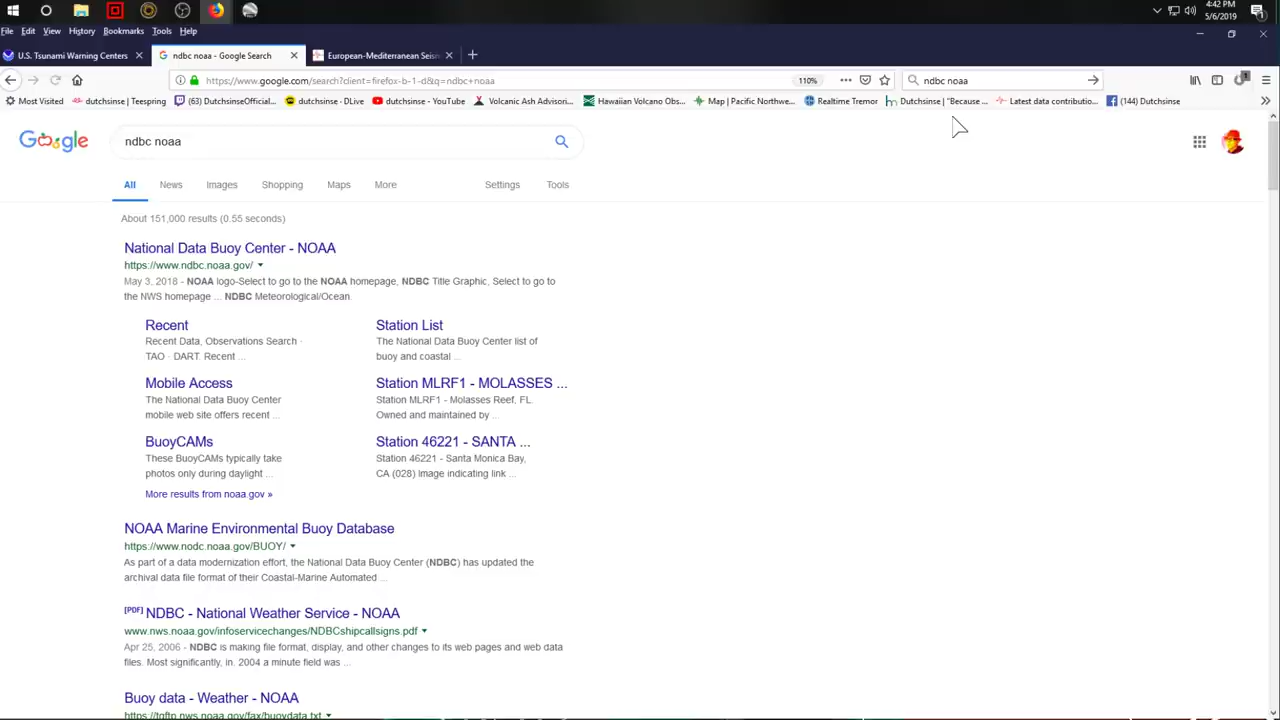 4:42 PM
5/6/2019
File Edit View History Bookmarks Tools Help
U.S. Tsunami Warning Centers
ndbc noaa - Google Search
European-Mediterranean Seism
https://www.google.com/search?client=firefox-b-1-d&q=ndbc+noaa
110%
ndbc noaa
Most Visited
dutchsinse | Teespring
(63) DutchsinseOfficial...
dutchsinse - DLive
dutchsinse - YouTube
Volcanic Ash Advisori...
Hawaiian Volcano Obs...
Map | Pacific Northwe...
Realtime Tremor
Dutchsinse | "Because ...
Latest data contributio...
(144) Dutchsinse
Google
ndbc noaa
All News Images Shopping Maps More Settings Tools
About 151,000 results (0.55 seconds)
National Data Buoy Center - NOAA
https://www.ndbc.noaa.gov/
May 3, 2018 - NOAA logo-Select to go to the NOAA homepage, NDBC Title Graphic, Select to go to
the NWS homepage ... NDBC Meteorological/Ocean.
Recent
Recent Data, Observations Search ·
TAO · DART. Recent ...
Station List
The National Data Buoy Center list of
buoy and coastal ...
Mobile Access
The National Data Buoy Center
mobile web site offers recent ...
Station MLRF1 - MOLASSES ...
Station MLRF1 - Molasses Reef, FL.
Owned and maintained by ...
BuoyCAMs
These BuoyCAMs typically take
photos only during daylight ...
Station 46221 - SANTA ...
Station 46221 - Santa Monica Bay,
CA (028) Image indicating link ...
More results from noaa.gov »
NOAA Marine Environmental Buoy Database
https://www.nodc.noaa.gov/BUOY/
As part of a data modernization effort, the National Data Buoy Center (NDBC) has updated the
archival data file format of their Coastal-Marine Automated ...
[PDF] NDBC - National Weather Service - NOAA
www.nws.noaa.gov/infoservicechanges/NDBCshipcallsigns.pdf
Apr 25, 2006 - NDBC is making file format, display, and other changes to its web pages and web data
files. Most significantly, in. 2004 a minute field was ...
Buoy data - Weather - NOAA
https://tgftp.nws.noaa.gov/fax/buoydata.txt